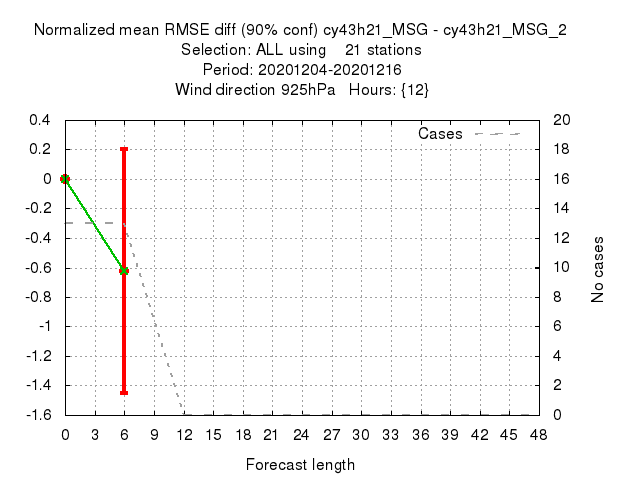 Normalized mean RMSE diff (90% conf) cy43h21_MSG - cy43h21_MSG_2
Selection: ALL using 21 stations
Period: 20201204-20201216
Wind direction 925hPa Hours: {12}
Cases
0.4
0.2
0
-0.2
-0.4
-0.6
-0.8
-1
-1.2
-1.4
-1.6
20
18
16
14
12
10
8
6
4
2
0
No cases
0 3 6 9 12 15 18 21 24 27 30 33 36 39 42 45 48
Forecast length